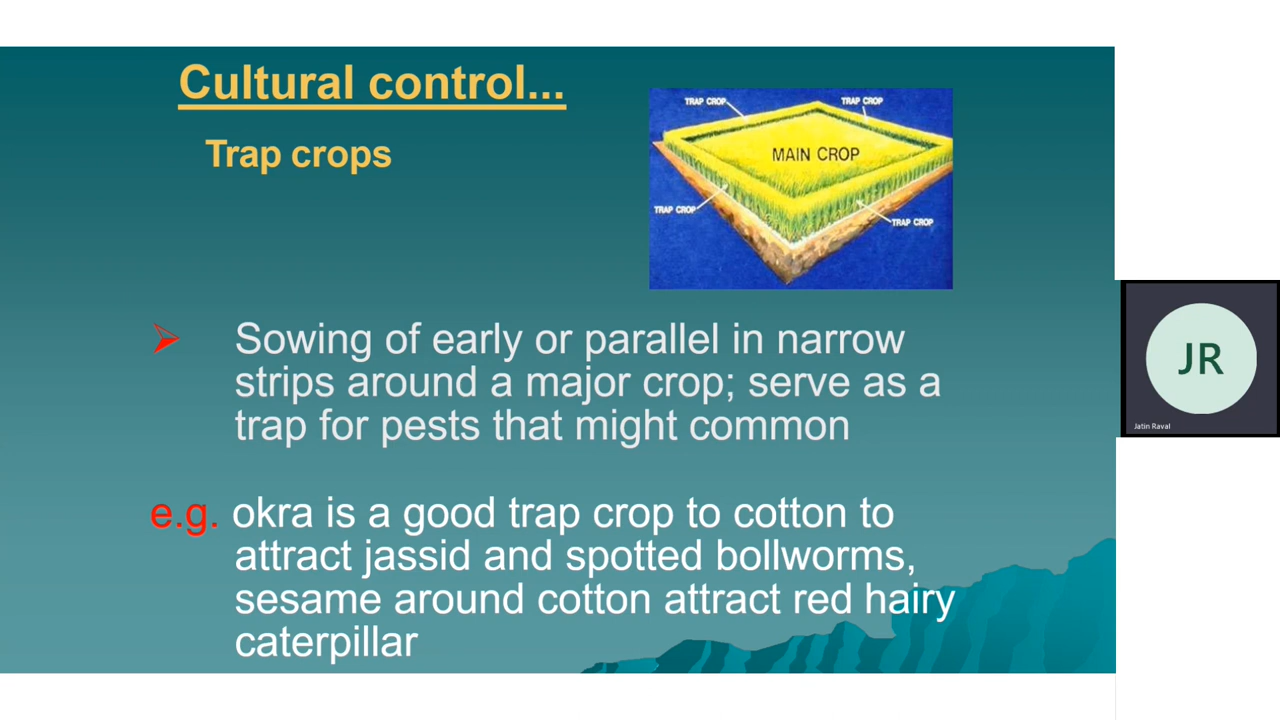 Cultural control...
Trap crops
TRAP CROP
TRAP CROP
MAIN CROP
TRAP CROP
TRAP CROP
Sowing of early or parallel in narrow
strips around a major crop; serve as a
trap for pests that might common
e.g. okra is a good trap crop to cotton to
attract jassid and spotted bollworms,
sesame around cotton attract red hairy
caterpillar
JR
Jatin Raval